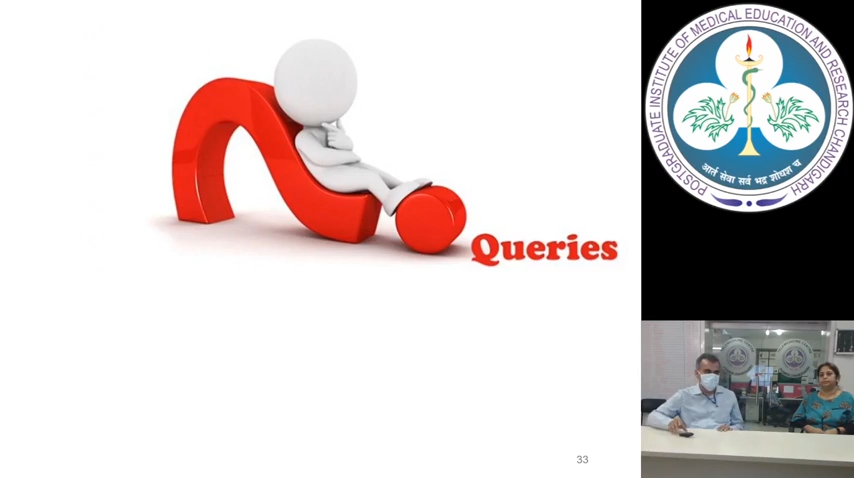 Queries
33
POSTGRADUATE INSTITUTE OF MEDICAL EDUCATION AND RESEARCH CHANDIGARH
आर्त सेवा सर्व भद्र शोधश च